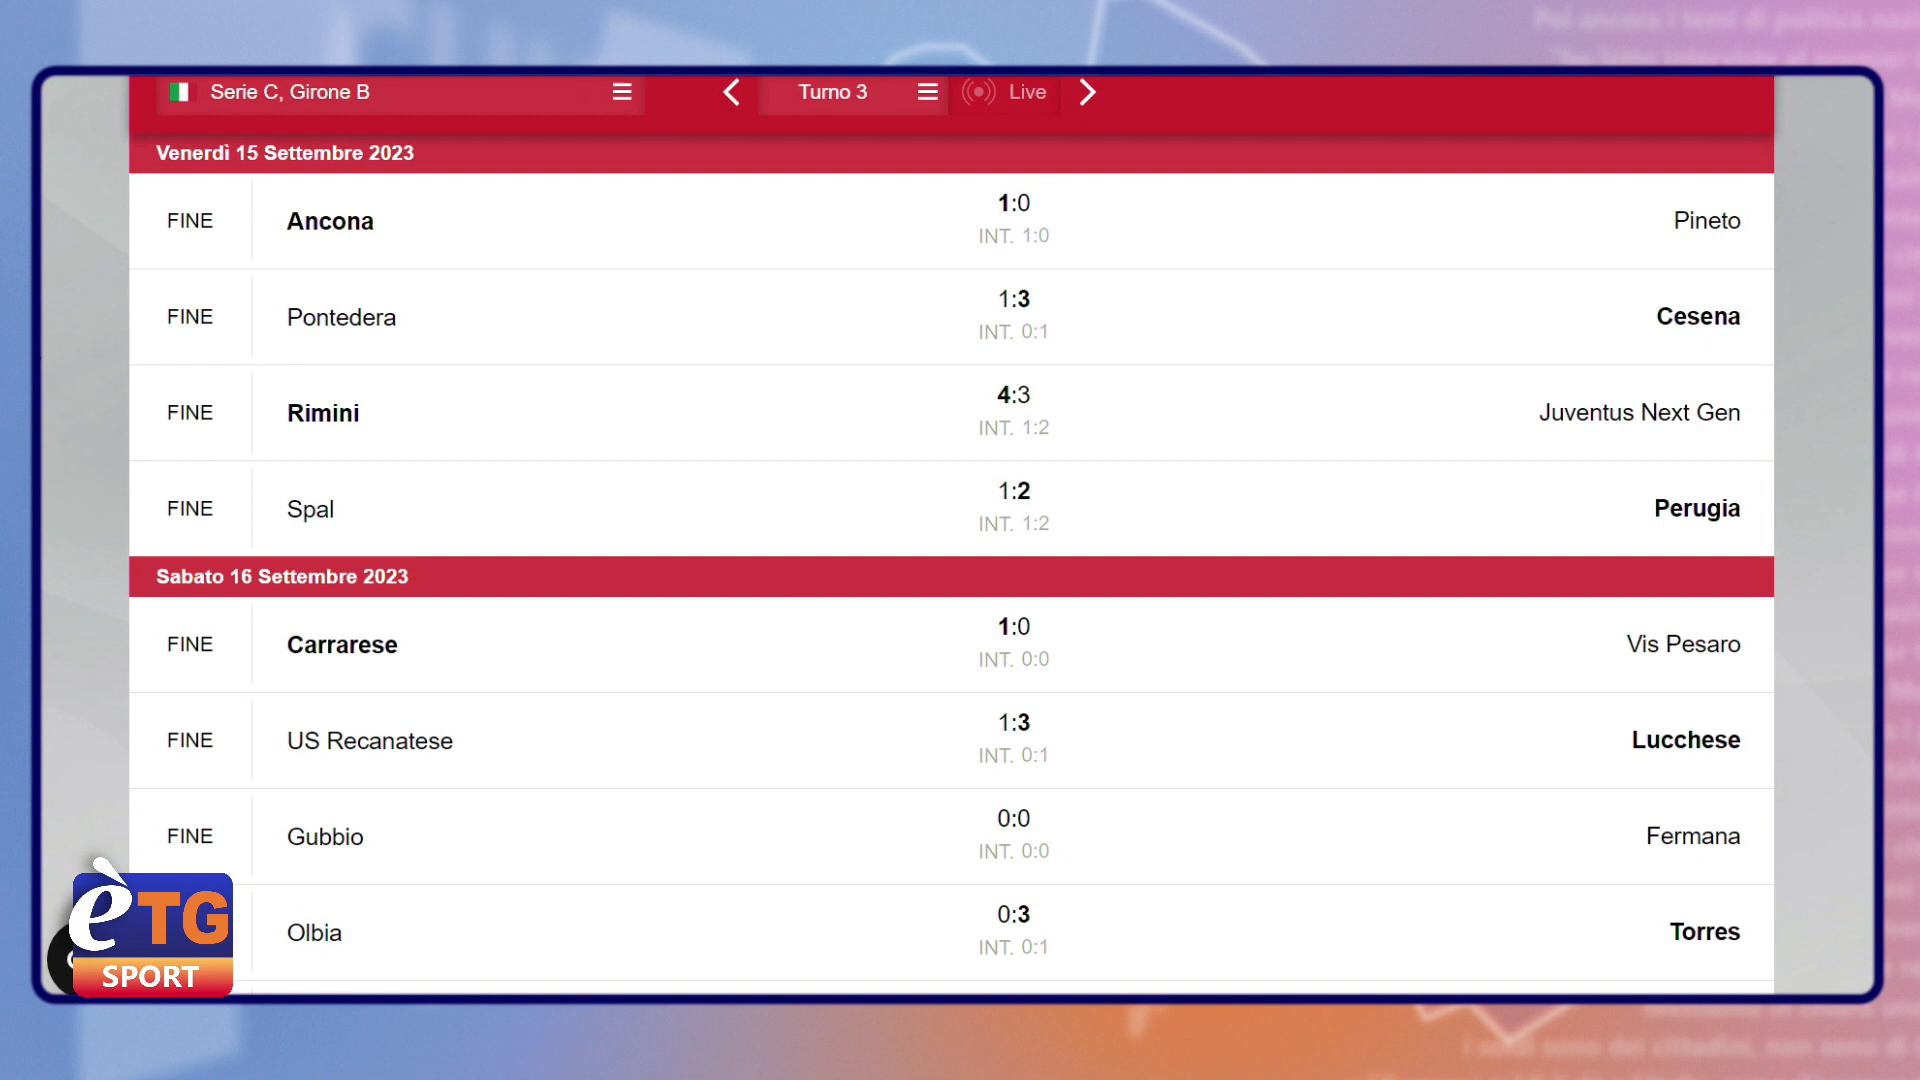 Serie C, Girone B
Turno 3
Live
Venerdì 15 Settembre 2023
FINE Ancona 1:0 Pineto
INT. 1:0
FINE Pontedera 1:3 Cesena
INT. 0:1
FINE Rimini 4:3 Juventus Next Gen
INT. 1:2
FINE Spal 1:2 Perugia
INT. 1:2
Sabato 16 Settembre 2023
FINE Carrarese 1:0 Vis Pesaro
INT. 0:0
FINE US Recanatese 1:3 Lucchese
INT. 0:1
FINE Gubbio 0:0 Fermana
INT. 0:0
Olbia 0:3 Torres
INT. 0:1
èTG
SPORT